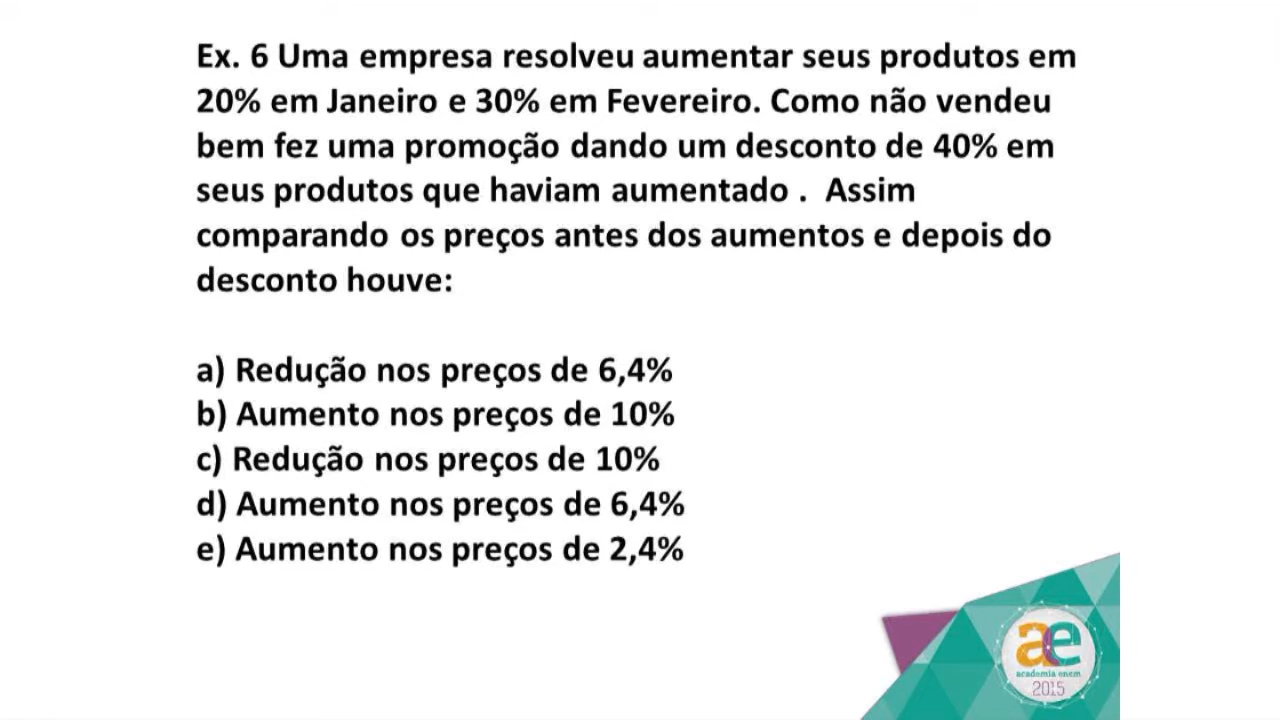 Ex. 6 Uma empresa resolveu aumentar seus produtos em
20% em Janeiro e 30% em Fevereiro. Como não vendeu
bem fez uma promoção dando um desconto de 40% em
seus produtos que haviam aumentado .  Assim
comparando os preços antes dos aumentos e depois do
desconto houve:
a) Redução nos preços de 6,4%
b) Aumento nos preços de 10%
c) Redução nos preços de 10%
d) Aumento nos preços de 6,4%
e) Aumento nos preços de 2,4%
ae
academia enem
2015